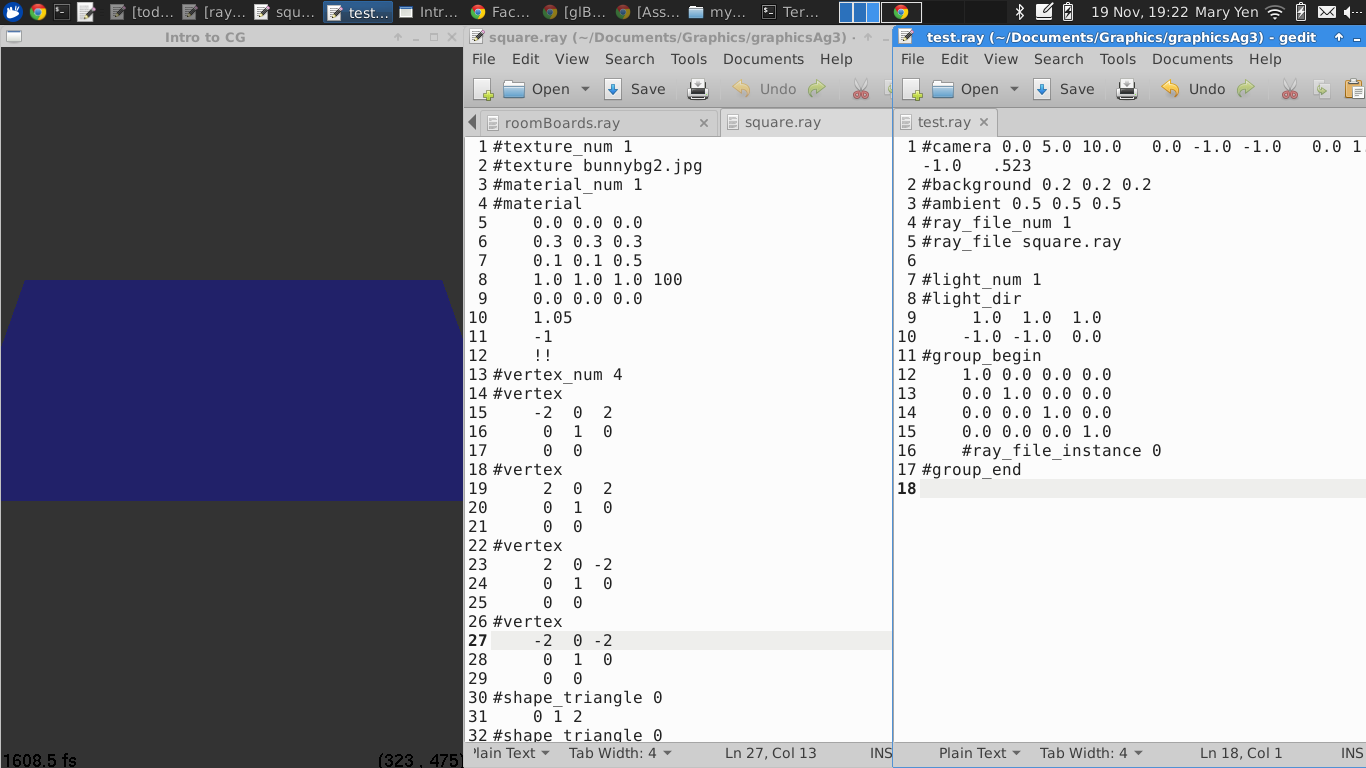 [tod...
[ray...
squ...
test...
Intr...
Fac...
[glB...
[Ass...
my...
Ter...
19 Nov, 19:22 Mary Yen
Intro to CG
1608.5 fs
(323 , 475)
square.ray (~/Documents/Graphics/graphicsAg3) -
File Edit View Search Tools Documents Help
Open Save Undo
roomBoards.ray
square.ray
1 #texture_num 1
2 #texture bunnybg2.jpg
3 #material_num 1
4 #material
5 0.0 0.0 0.0
6 0.3 0.3 0.3
7 0.1 0.1 0.5
8 1.0 1.0 1.0 100
9 0.0 0.0 0.0
10 1.05
11 -1
12 !!
13 #vertex_num 4
14 #vertex
15 -2 0 2
16 0 1 0
17 0 0
18 #vertex
19 2 0 2
20 0 1 0
21 0 0
22 #vertex
23 2 0 -2
24 0 1 0
25 0 0
26 #vertex
27 -2 0 -2
28 0 1 0
29 0 0
30 #shape_triangle 0
31 0 1 2
32 #shape_triangle 0
Plain Text Tab Width: 4 Ln 27, Col 13 INS
test.ray (~/Documents/Graphics/graphicsAg3) - gedit
File Edit View Search Tools Documents Help
Open Save Undo
test.ray
1 #camera 0.0 5.0 10.0 0.0 -1.0 -1.0 0.0 1.
-1.0 .523
2 #background 0.2 0.2 0.2
3 #ambient 0.5 0.5 0.5
4 #ray_file_num 1
5 #ray_file square.ray
6
7 #light_num 1
8 #light_dir
9 1.0 1.0 1.0
10 -1.0 -1.0 0.0
11 #group_begin
12 1.0 0.0 0.0 0.0
13 0.0 1.0 0.0 0.0
14 0.0 0.0 1.0 0.0
15 0.0 0.0 0.0 1.0
16 #ray_file_instance 0
17 #group_end
18
Plain Text Tab Width: 4 Ln 18, Col 1 INS